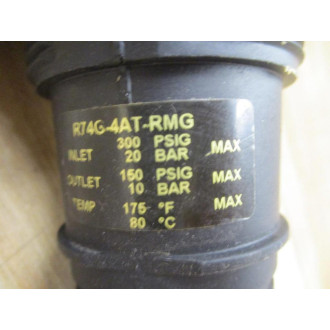 R74G-4AT-RMG
INLET 300 PSIG MAX
20 BAR
OUTLET 150 PSIG MAX
10 BAR
TEMP 175 °F MAX
80 °C